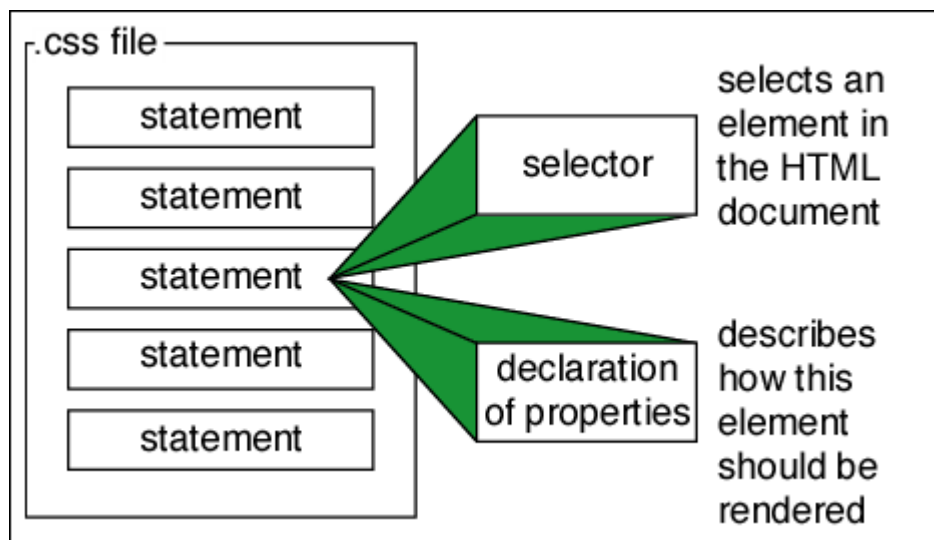 .css file
statement
statement
statement
statement
statement
selector
selects an
element in
the HTML
document
declaration
of properties
describes
how this
element
should be
rendered